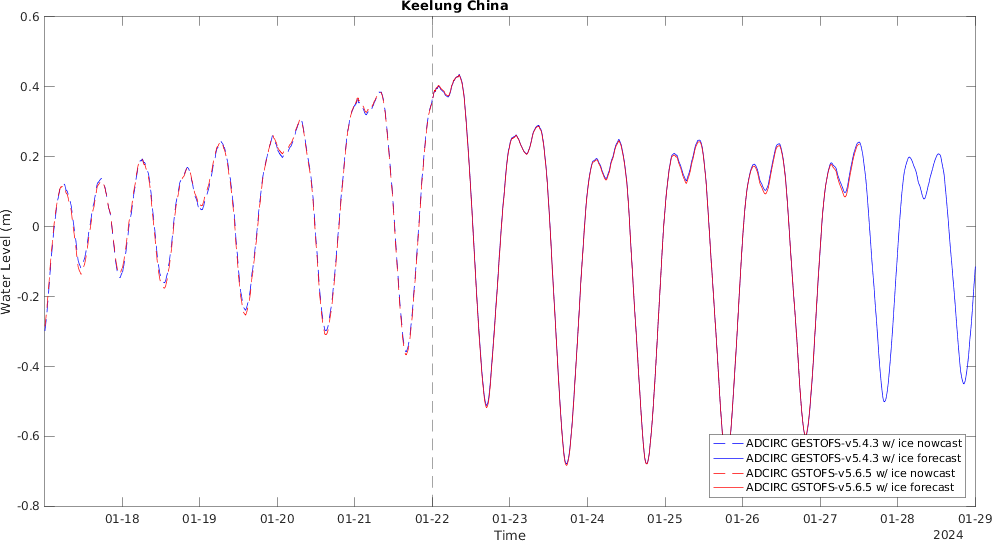 Keelung China
0.6
0.4
0.2
0
-0.2
-0.4
-0.6
-0.8
Water Level (m)
ADCIRC GESTOFS-v5.4.3 w/ ice nowcast
ADCIRC GESTOFS-v5.4.3 w/ ice forecast
ADCIRC GSTOFS-v5.6.5 w/ ice nowcast
ADCIRC GSTOFS-v5.6.5 w/ ice forecast
01-18 01-19 01-20 01-21 01-22 01-23 01-24 01-25 01-26 01-27 01-28 01-29
Time
2024